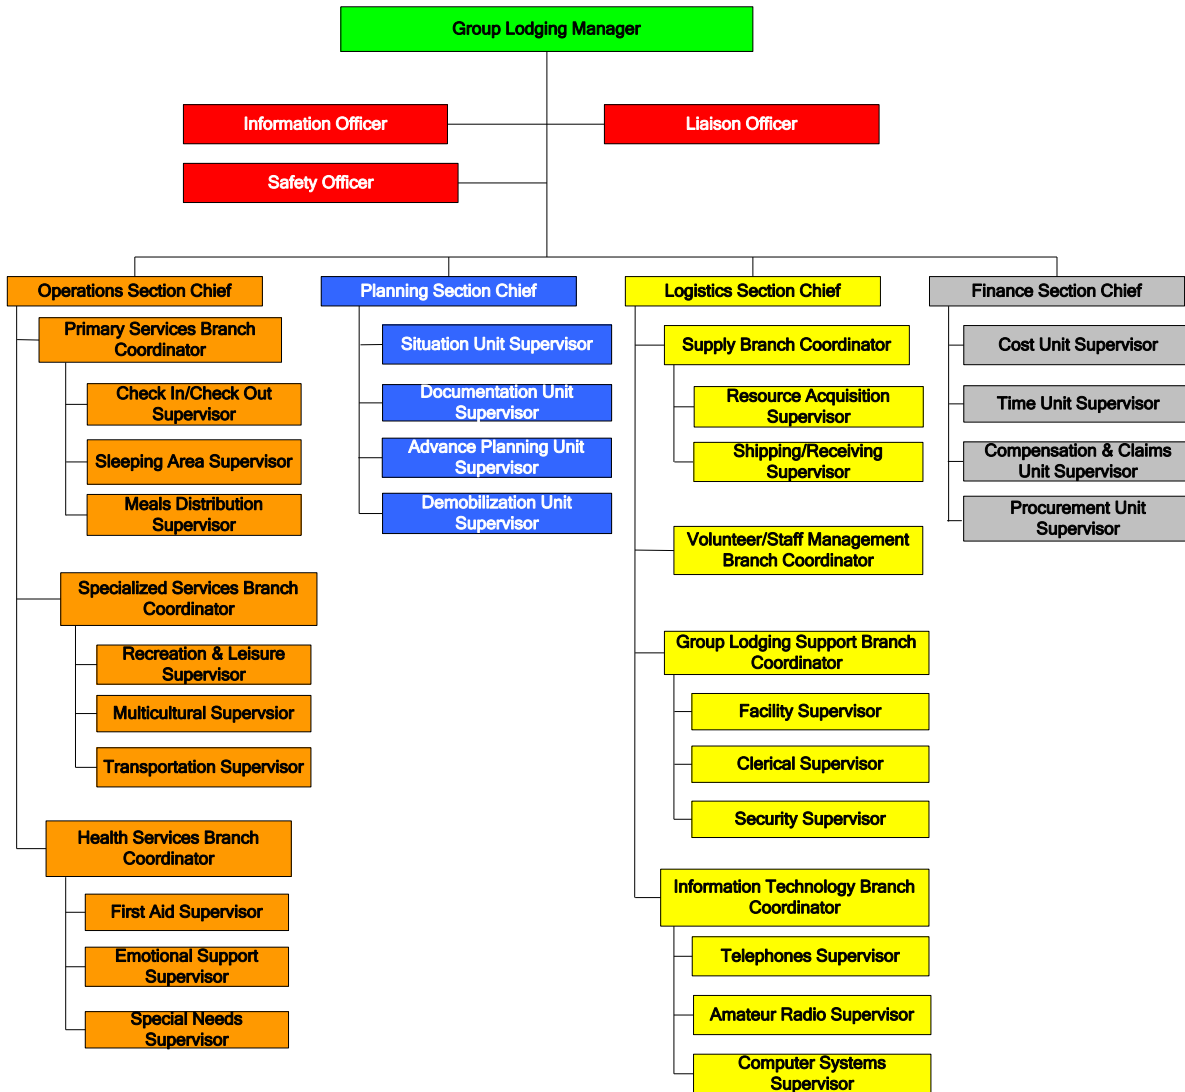 Group Lodging Manager
Information Officer
Liaison Officer
Safety Officer
Operations Section Chief
Primary Services Branch
Coordinator
Check In/Check Out
Supervisor
Sleeping Area Supervisor
Meals Distribution
Supervisor
Specialized Services Branch
Coordinator
Recreation & Leisure
Supervisor
Multicultural Supervsior
Transportation Supervisor
Health Services Branch
Coordinator
First Aid Supervisor
Emotional Support
Supervisor
Special Needs
Supervisor
Planning Section Chief
Situation Unit Supervisor
Documentation Unit
Supervisor
Advance Planning Unit
Supervisor
Demobilization Unit
Supervisor
Logistics Section Chief
Supply Branch Coordinator
Resource Acquisition
Supervisor
Shipping/Receiving
Supervisor
Volunteer/Staff Management
Branch Coordinator
Group Lodging Support Branch
Coordinator
Facility Supervisor
Clerical Supervisor
Security Supervisor
Information Technology Branch
Coordinator
Telephones Supervisor
Amateur Radio Supervisor
Computer Systems
Supervisor
Finance Section Chief
Cost Unit Supervisor
Time Unit Supervisor
Compensation & Claims
Unit Supervisor
Procurement Unit
Supervisor